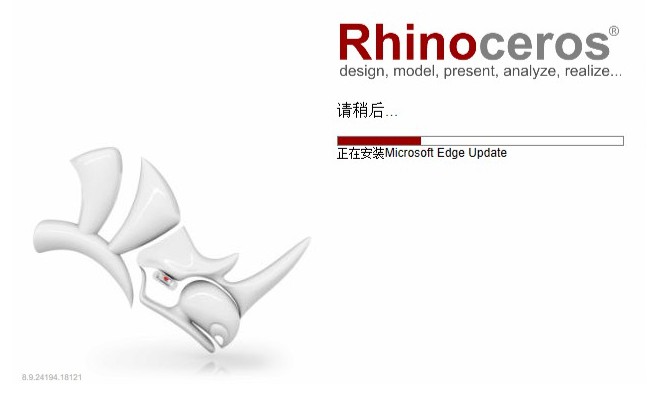 Rhinoceros®
design, model, present, analyze, realize...
请稍后...
正在安装Microsoft Edge Update
8.9.24194.18121